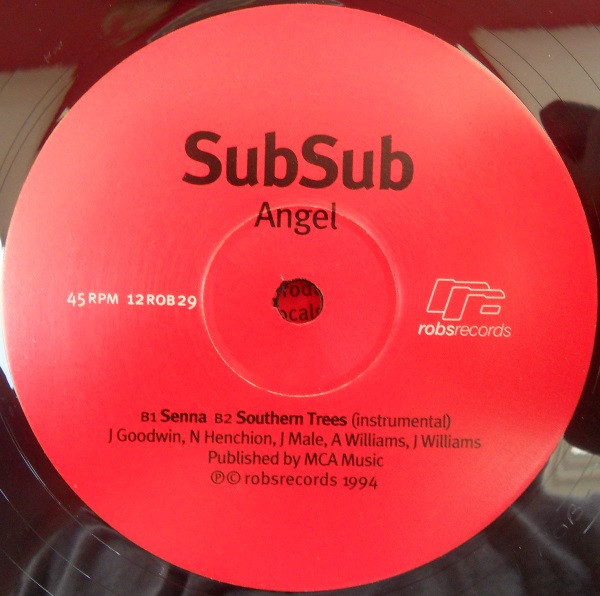 SubSub
Angel
45 RPM 12ROB29
robsrecords
B1 Senna B2 Southern Trees (instrumental)
J Goodwin, N Henchion, J Male, A Williams, J Williams
Published by MCA Music
℗© robsrecords 1994